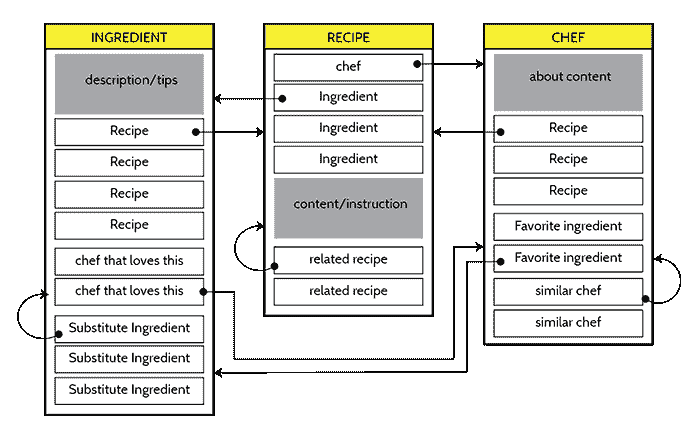 INGREDIENT
description/tips
Recipe
Recipe
Recipe
Recipe
chef that loves this
chef that loves this
Substitute Ingredient
Substitute Ingredient
Substitute Ingredient
RECIPE
chef
Ingredient
Ingredient
Ingredient
content/instruction
related recipe
related recipe
CHEF
about content
Recipe
Recipe
Recipe
Favorite ingredient
Favorite ingredient
similar chef
similar chef